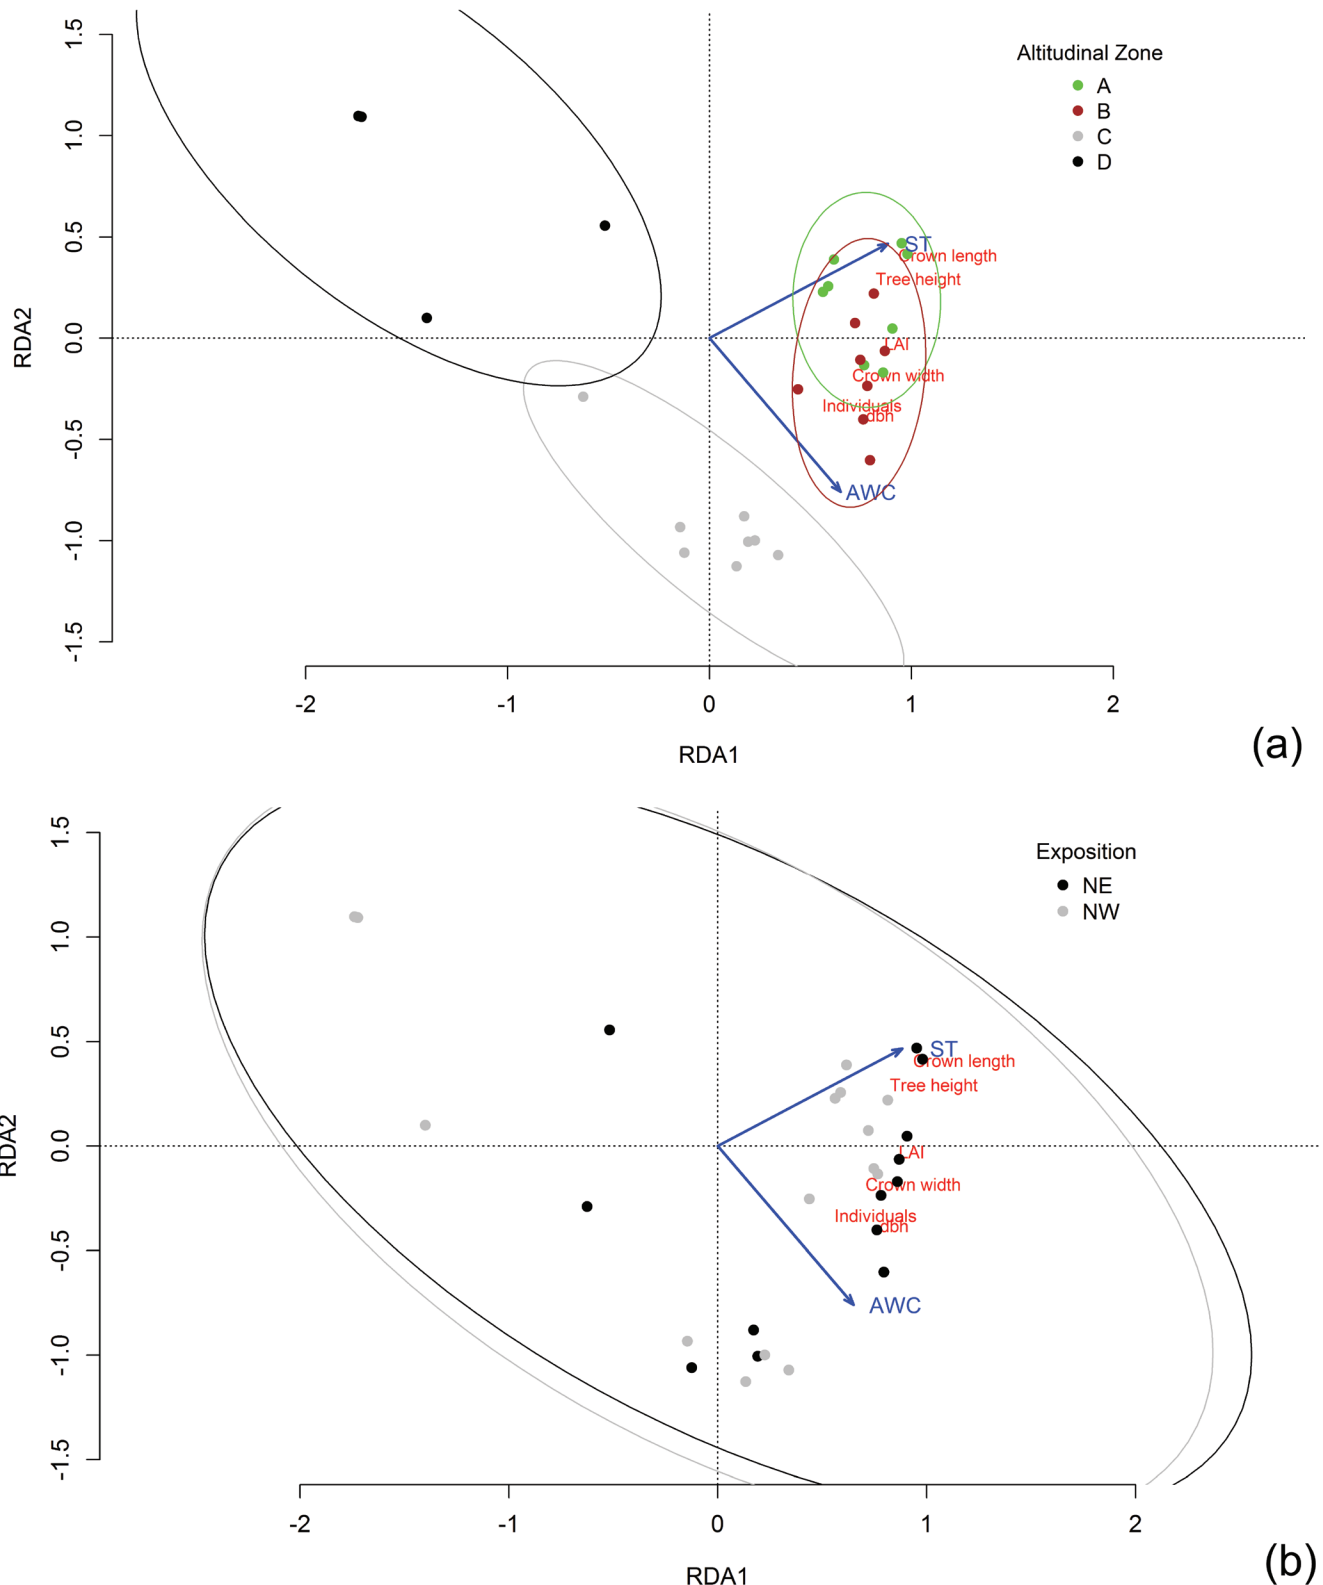 Altitudinal Zone
A
B
C
D
1.5
1.0
0.5
0.0
-0.5
-1.0
-1.5
RDA2
ST
Crown length
Tree height
LAI
Crown width
Individuals
dbh
AWC
-2 -1 0 1 2
RDA1
(a)
Exposition
NE
NW
1.5
1.0
0.5
0.0
-0.5
-1.0
-1.5
RDA2
ST
Crown length
Tree height
LAI
Crown width
Individuals
dbh
AWC
-2 -1 0 1 2
RDA1
(b)